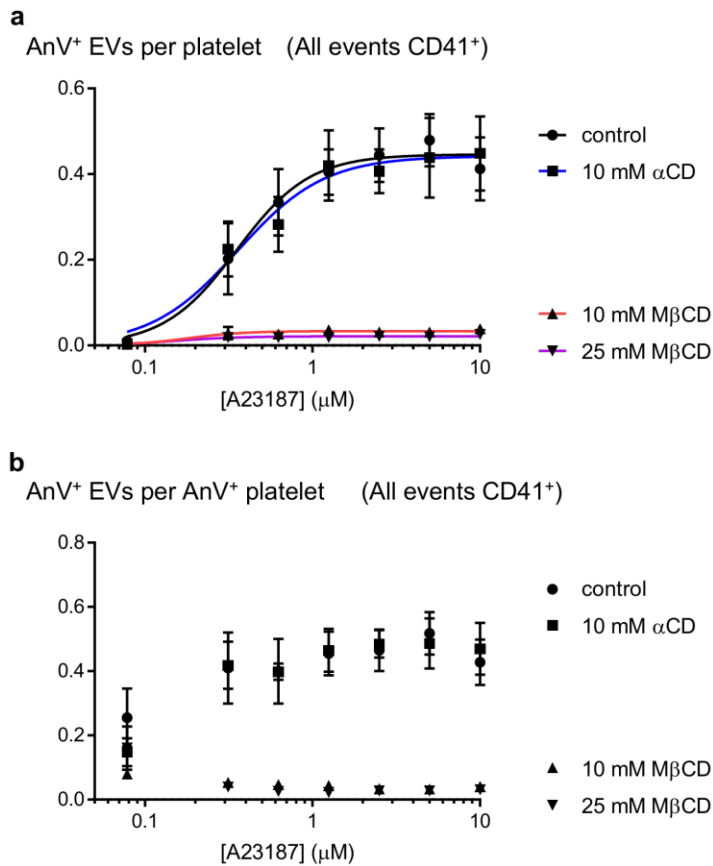 a
AnV⁺ EVs per platelet (All events CD41⁺)
0.6
0.4
0.2
0.0
0.1 1 10
[A23187] (μM)
control
10 mM αCD
10 mM MβCD
25 mM MβCD
b
AnV⁺ EVs per AnV⁺ platelet (All events CD41⁺)
0.8
0.6
0.4
0.2
0.0
0.1 1 10
[A23187] (μM)
control
10 mM αCD
10 mM MβCD
25 mM MβCD